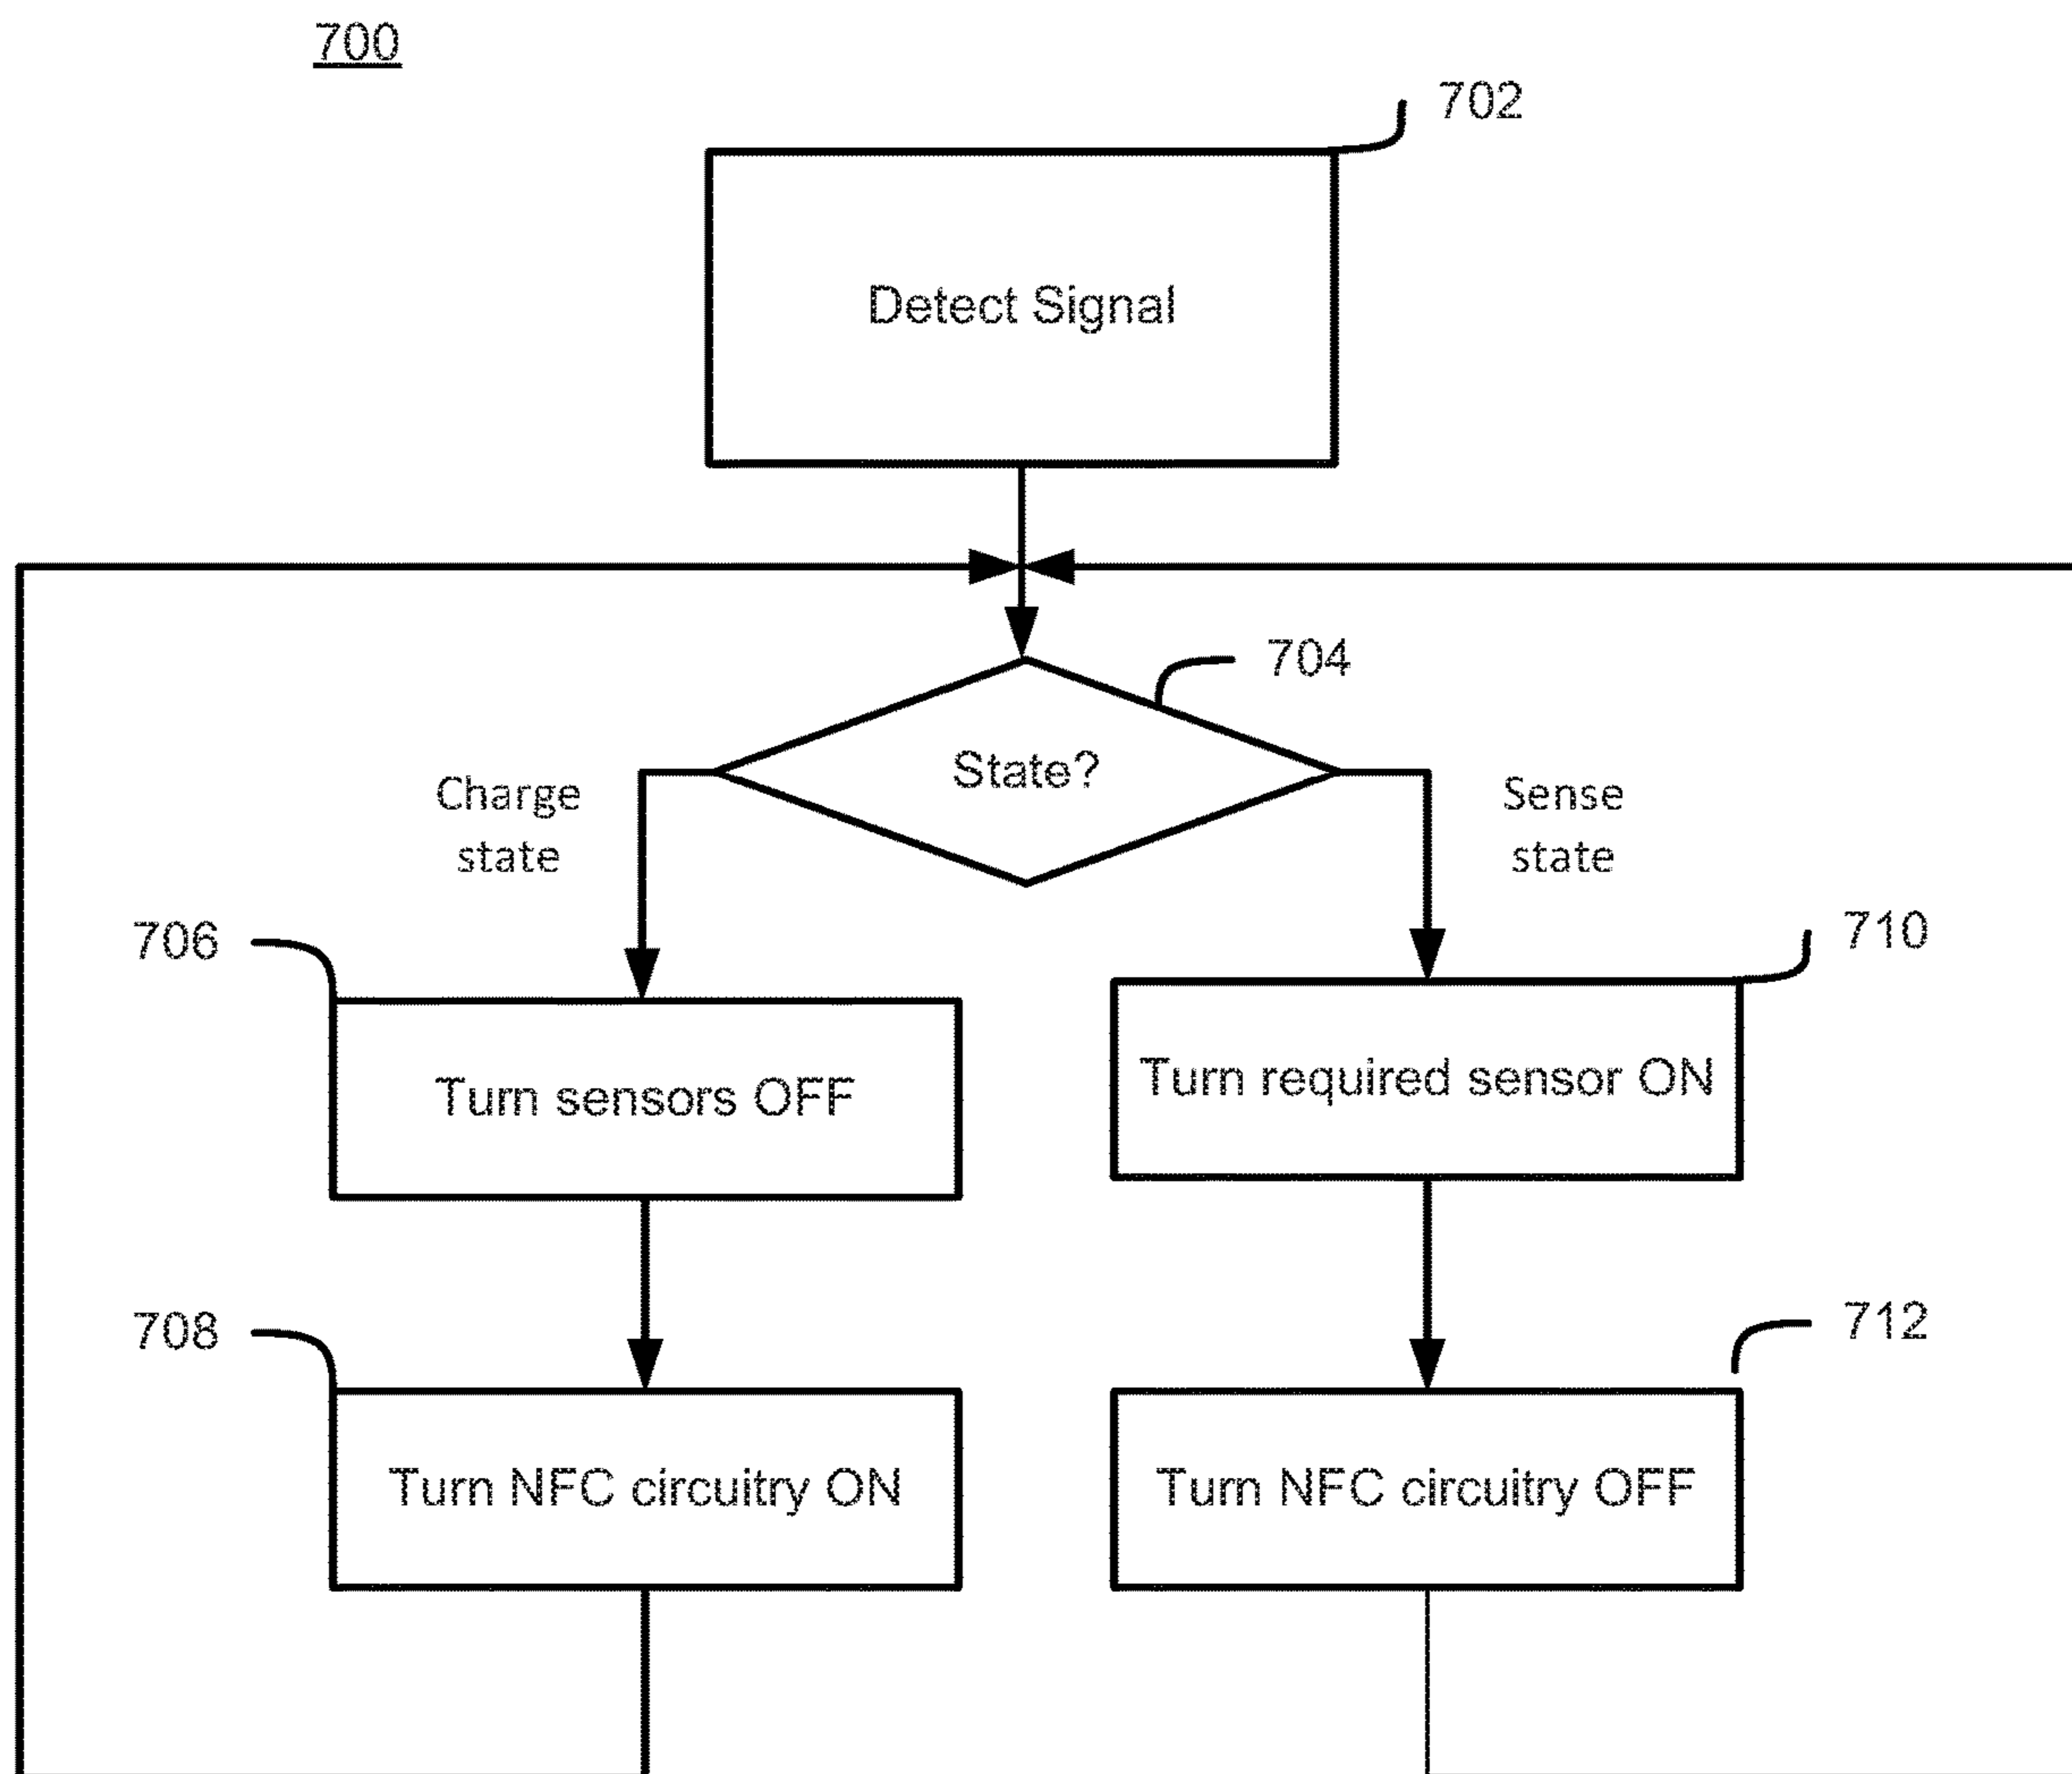 700
702
Detect Signal
704
State?
Charge
state
Sense
state
706
710
Turn sensors OFF
Turn required sensor ON
708
712
Turn NFC circuitry ON
Turn NFC circuitry OFF